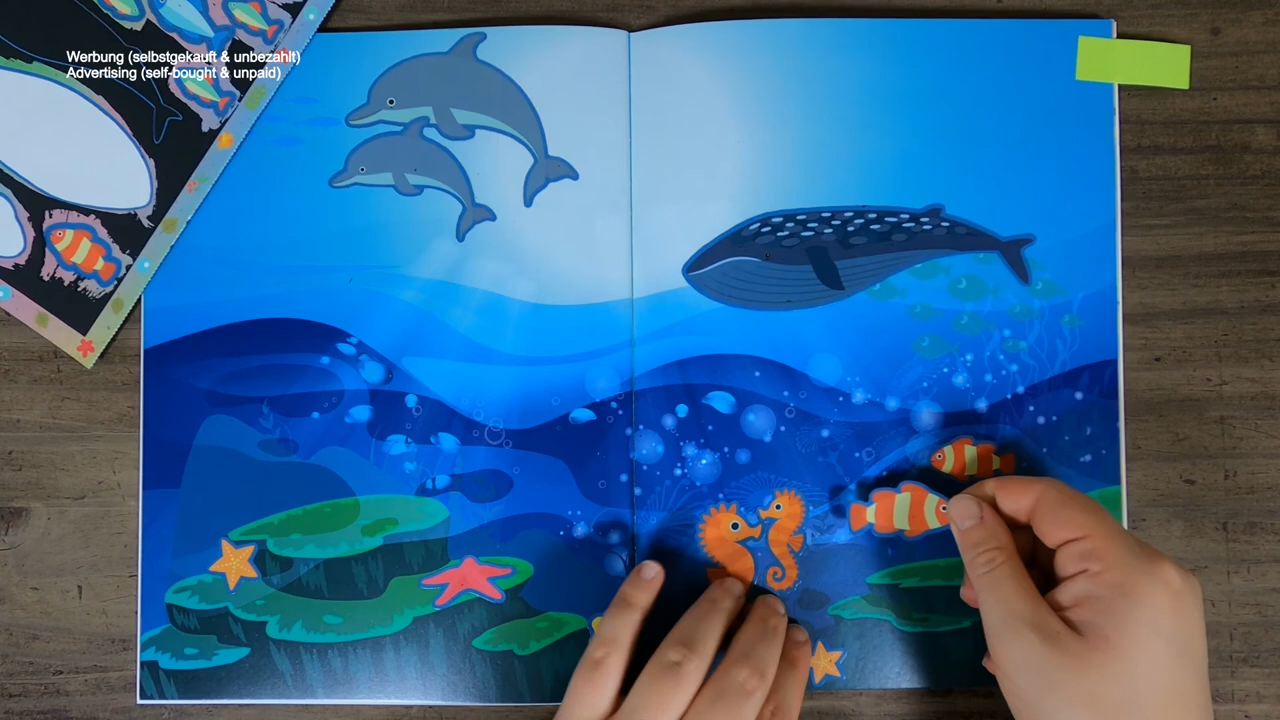 Werbung (selbstgekauft & unbezahlt)
Advertising (self-bought & unpaid)